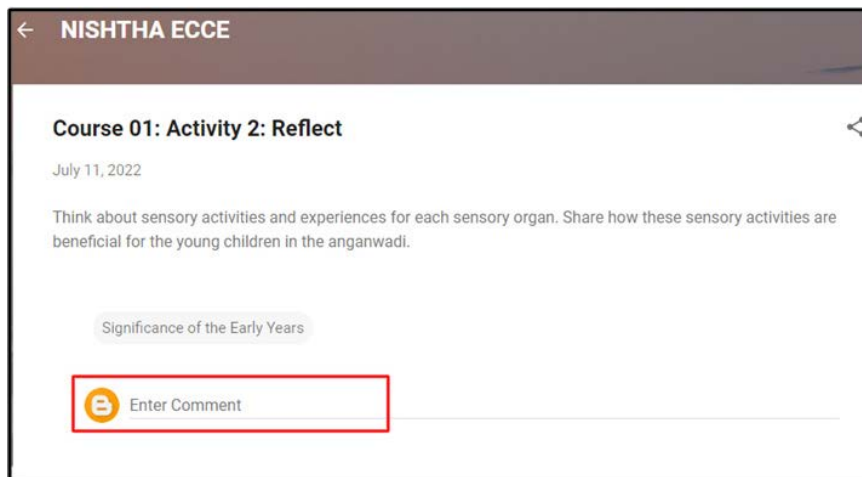 NISHTHA ECCE
Course 01: Activity 2: Reflect
July 11, 2022
Think about sensory activities and experiences for each sensory organ. Share how these sensory activities are
beneficial for the young children in the anganwadi.
Significance of the Early Years
Enter Comment